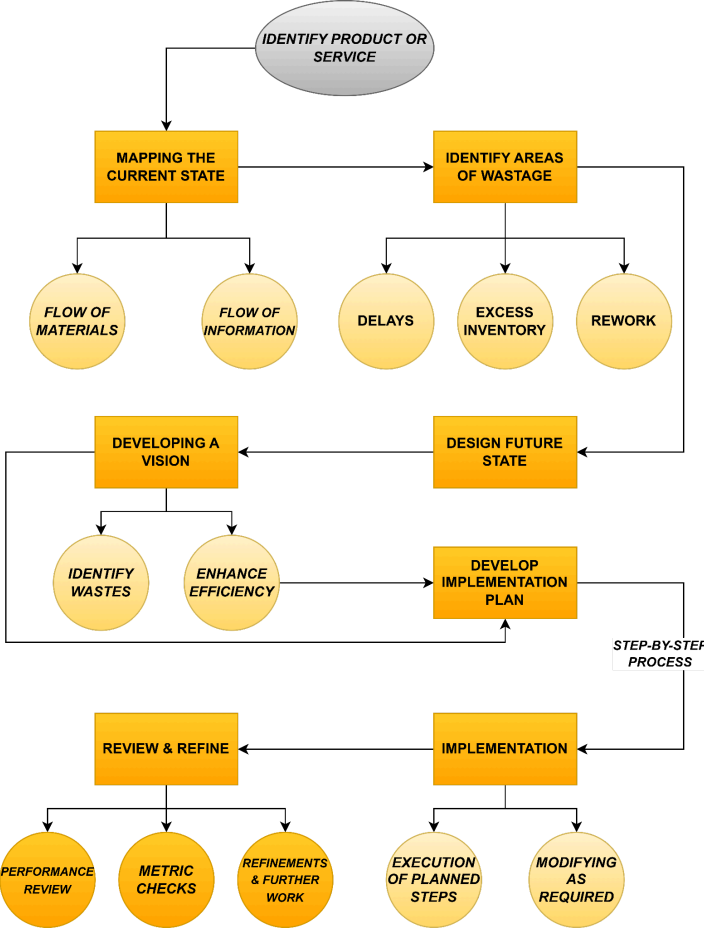 IDENTIFY PRODUCT OR
SERVICE
MAPPING THE
CURRENT STATE
IDENTIFY AREAS
OF WASTAGE
FLOW OF
MATERIALS
FLOW OF
INFORMATION
DELAYS
EXCESS
INVENTORY
REWORK
DEVELOPING A
VISION
DESIGN FUTURE
STATE
IDENTIFY
WASTES
ENHANCE
EFFICIENCY
DEVELOP
IMPLEMENTATION
PLAN
STEP-BY-STEP
PROCESS
REVIEW & REFINE
IMPLEMENTATION
PERFORMANCE
REVIEW
METRIC
CHECKS
REFINEMENTS
& FURTHER
WORK
EXECUTION
OF PLANNED
STEPS
MODIFYING
AS
REQUIRED